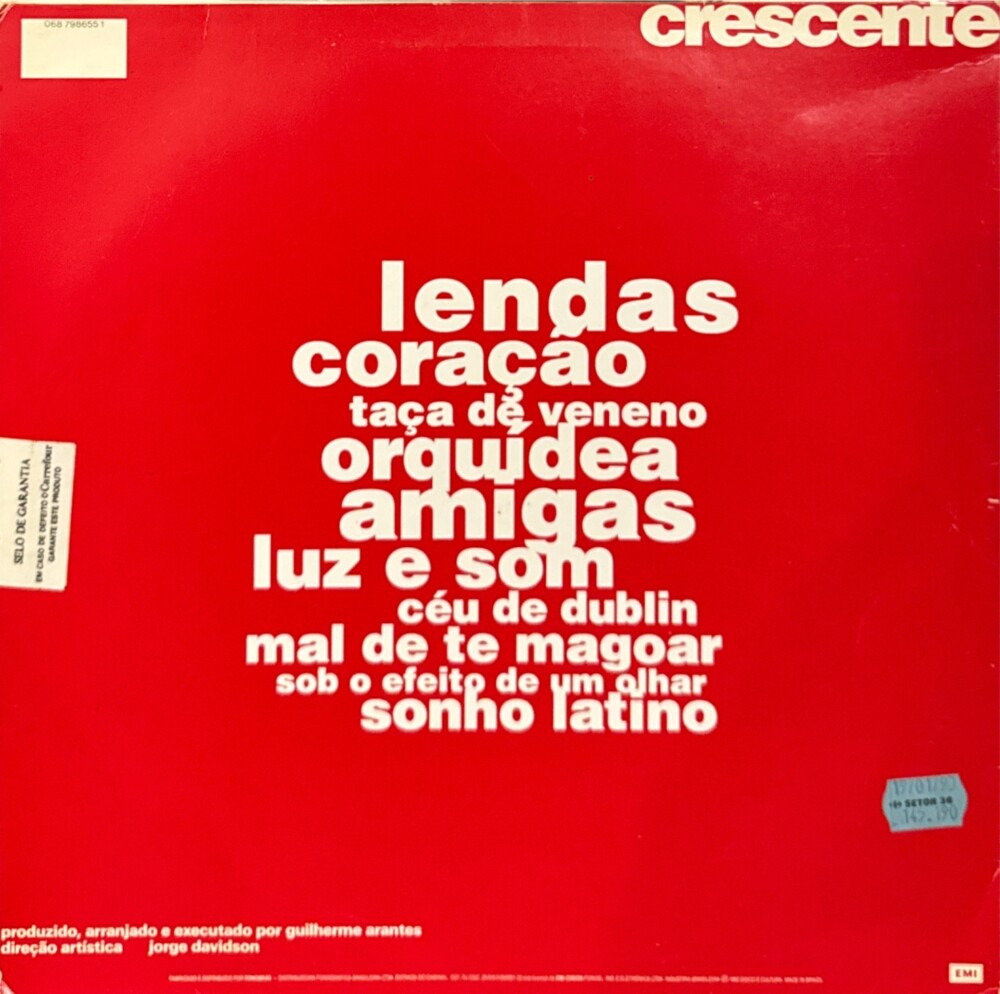 068 7986551
crescente
lendas
coração
taça de veneno
orquídea
amigas
luz e som
céu de dublin
mal de te magoar
sob o efeito de um olhar
sonho latino
SELO DE GARANTIA
EM CASO DE DEFEITO O Carrefour
GARANTE ESTE PRODUTO
SETOR 36
produzido, arranjado e executado por guilherme arantes
direção artística jorge davidson
EMI